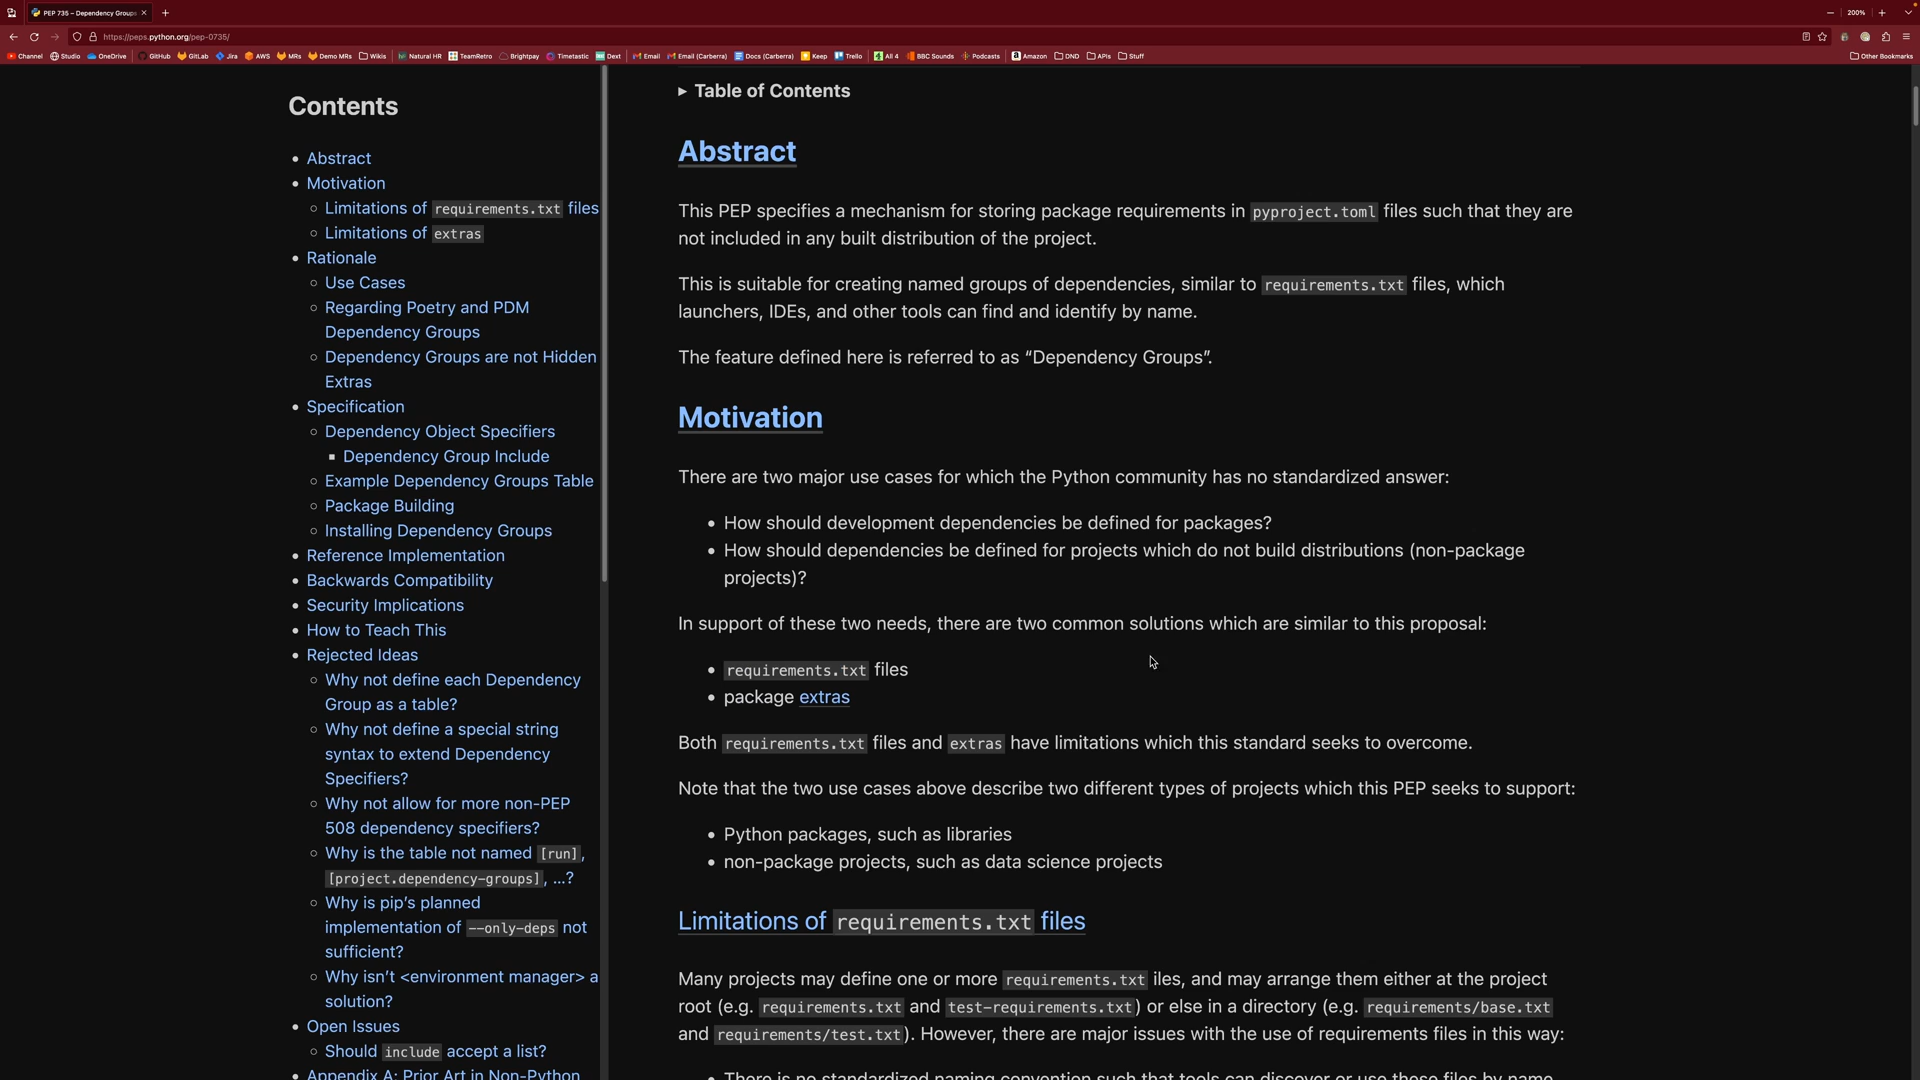 PEP 735 – Dependency Groups
200%
https://peps.python.org/pep-0735/
Channel Studio OneDrive GitHub GitLab Jira AWS MRs Demo MRs Wikis Natural HR TeamRetro Brightpay Timetastic Dext Email Email (Carberra) Docs (Carberra) Keep Trello All 4 BBC Sounds Podcasts Amazon DND APIs Stuff Other Bookmarks
Contents
• Abstract
• Motivation
◦ Limitations of requirements.txt files
◦ Limitations of extras
• Rationale
◦ Use Cases
◦ Regarding Poetry and PDM
Dependency Groups
◦ Dependency Groups are not Hidden
Extras
• Specification
◦ Dependency Object Specifiers
▪ Dependency Group Include
◦ Example Dependency Groups Table
◦ Package Building
◦ Installing Dependency Groups
• Reference Implementation
• Backwards Compatibility
• Security Implications
• How to Teach This
• Rejected Ideas
◦ Why not define each Dependency
Group as a table?
◦ Why not define a special string
syntax to extend Dependency
Specifiers?
◦ Why not allow for more non-PEP
508 dependency specifiers?
◦ Why is the table not named [run],
[project.dependency-groups], …?
◦ Why is pip’s planned
implementation of --only-deps not
sufficient?
◦ Why isn’t <environment manager> a
solution?
• Open Issues
◦ Should include accept a list?
• Appendix A: Prior Art in Non-Python
▸ Table of Contents
Abstract
This PEP specifies a mechanism for storing package requirements in pyproject.toml files such that they are
not included in any built distribution of the project.
This is suitable for creating named groups of dependencies, similar to requirements.txt files, which
launchers, IDEs, and other tools can find and identify by name.
The feature defined here is referred to as “Dependency Groups”.
Motivation
There are two major use cases for which the Python community has no standardized answer:
• How should development dependencies be defined for packages?
• How should dependencies be defined for projects which do not build distributions (non-package
projects)?
In support of these two needs, there are two common solutions which are similar to this proposal:
• requirements.txt files
• package extras
Both requirements.txt files and extras have limitations which this standard seeks to overcome.
Note that the two use cases above describe two different types of projects which this PEP seeks to support:
• Python packages, such as libraries
• non-package projects, such as data science projects
Limitations of requirements.txt files
Many projects may define one or more requirements.txt iles, and may arrange them either at the project
root (e.g. requirements.txt and test-requirements.txt) or else in a directory (e.g. requirements/base.txt
and requirements/test.txt). However, there are major issues with the use of requirements files in this way:
• There is no standardized naming convention such that tools can discover or use these files by name